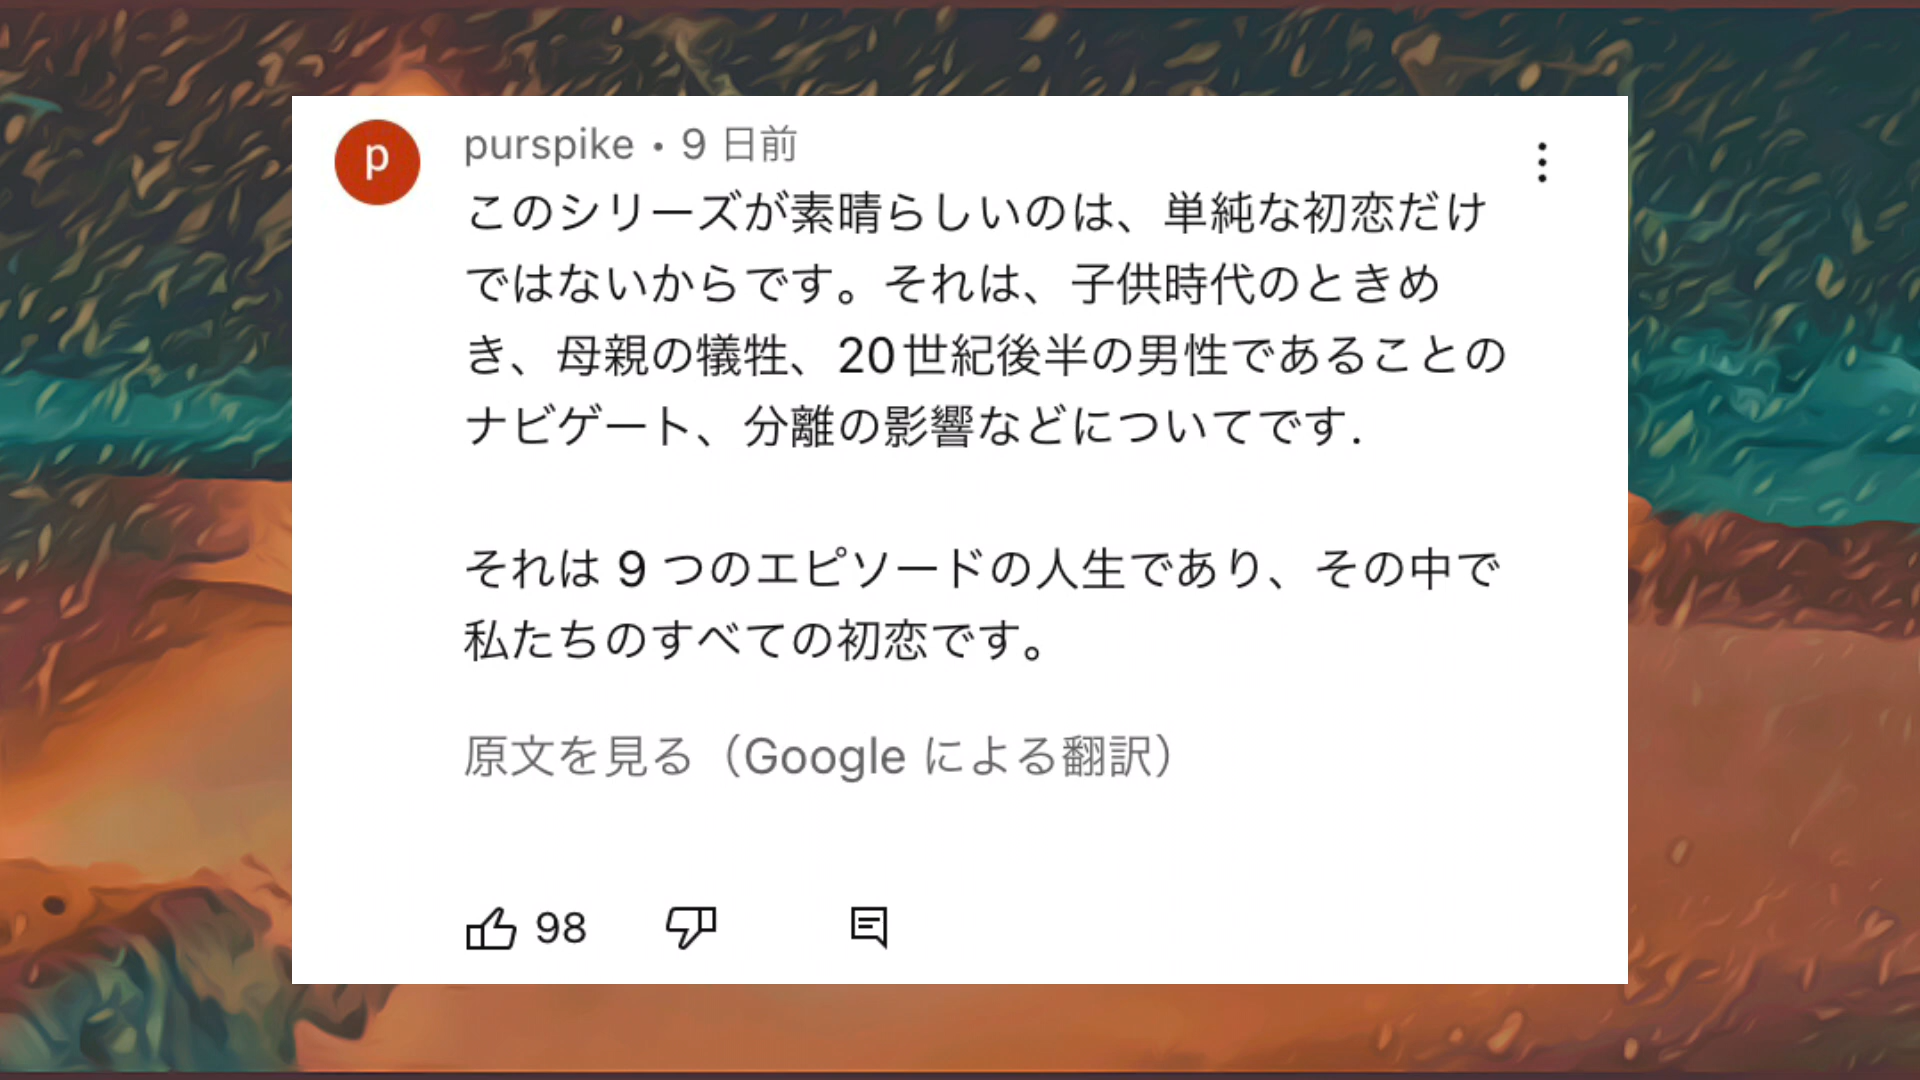 p
purspike • 9 日前
このシリーズが素晴らしいのは、単純な初恋だけ
ではないからです。それは、子供時代のときめ
き、母親の犠牲、20世紀後半の男性であることの
ナビゲート、分離の影響などについてです.
それは 9 つのエピソードの人生であり、その中で
私たちのすべての初恋です。
原文を見る（Google による翻訳）
98